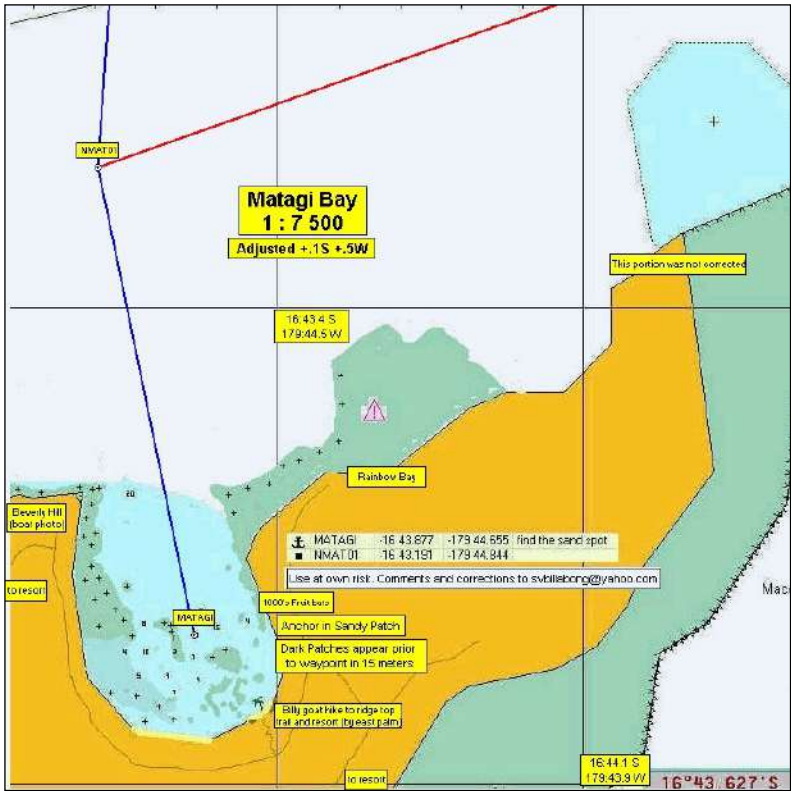 NMAT01
Matagi Bay
1 : 7 500
Adjusted +.1S +.5W
This portion was not corrected
16:43.4 S
179:44.5 W
Rainbow Bay
20
Beverly Hill
(boat photo)
MATAGI -16 43.877 -179 44.655 find the sand spot
NMAT01 -16 43.191 -179 44.844
Use at own risk. Comments and corrections to svbillabong@yahoo.com
to resort
1000's Fruit bats
MATAGI
Anchor in Sandy Patch
Dark Patches appear prior
to waypoint in 15 meters
Billy goat hike to ridge top
trail and resort (by east palm)
to resort
16:44.1 S
179:43.9 W
16°43.627'S